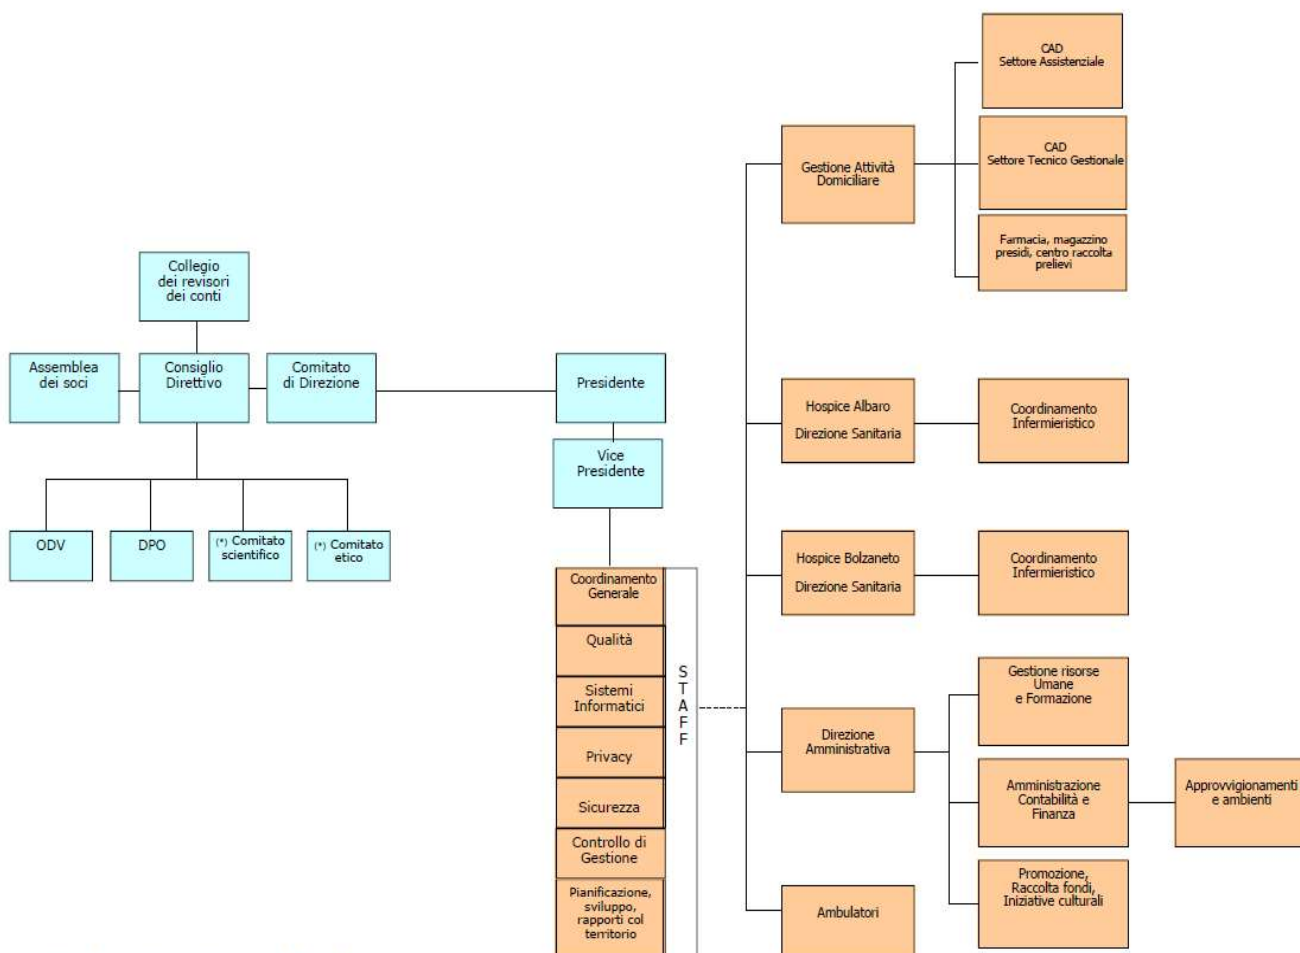 Collegio
dei revisori
dei conti
Assemblea
dei soci
Consiglio
Direttivo
Comitato
di Direzione
Presidente
Vice
Presidente
ODV
DPO
(*) Comitato
scientifico
(*) Comitato
etico
Coordinamento
Generale
Qualità
Sistemi
Informatici
Privacy
Sicurezza
Controllo di
Gestione
Pianificazione,
sviluppo,
rapporti col
territorio
S
T
A
F
F
Gestione Attività
Domiciliare
CAD
Settore Assistenziale
CAD
Settore Tecnico Gestionale
Farmacia, magazzino
presidi, centro raccolta
prelievi
Hospice Albaro
Direzione Sanitaria
Coordinamento
Infermieristico
Hospice Bolzaneto
Direzione Sanitaria
Coordinamento
Infermieristico
Direzione
Amministrativa
Gestione risorse
Umane
e Formazione
Amministrazione
Contabilità e
Finanza
Approvvigionamenti
e ambienti
Promozione,
Raccolta fondi,
Iniziative culturali
Ambulatori